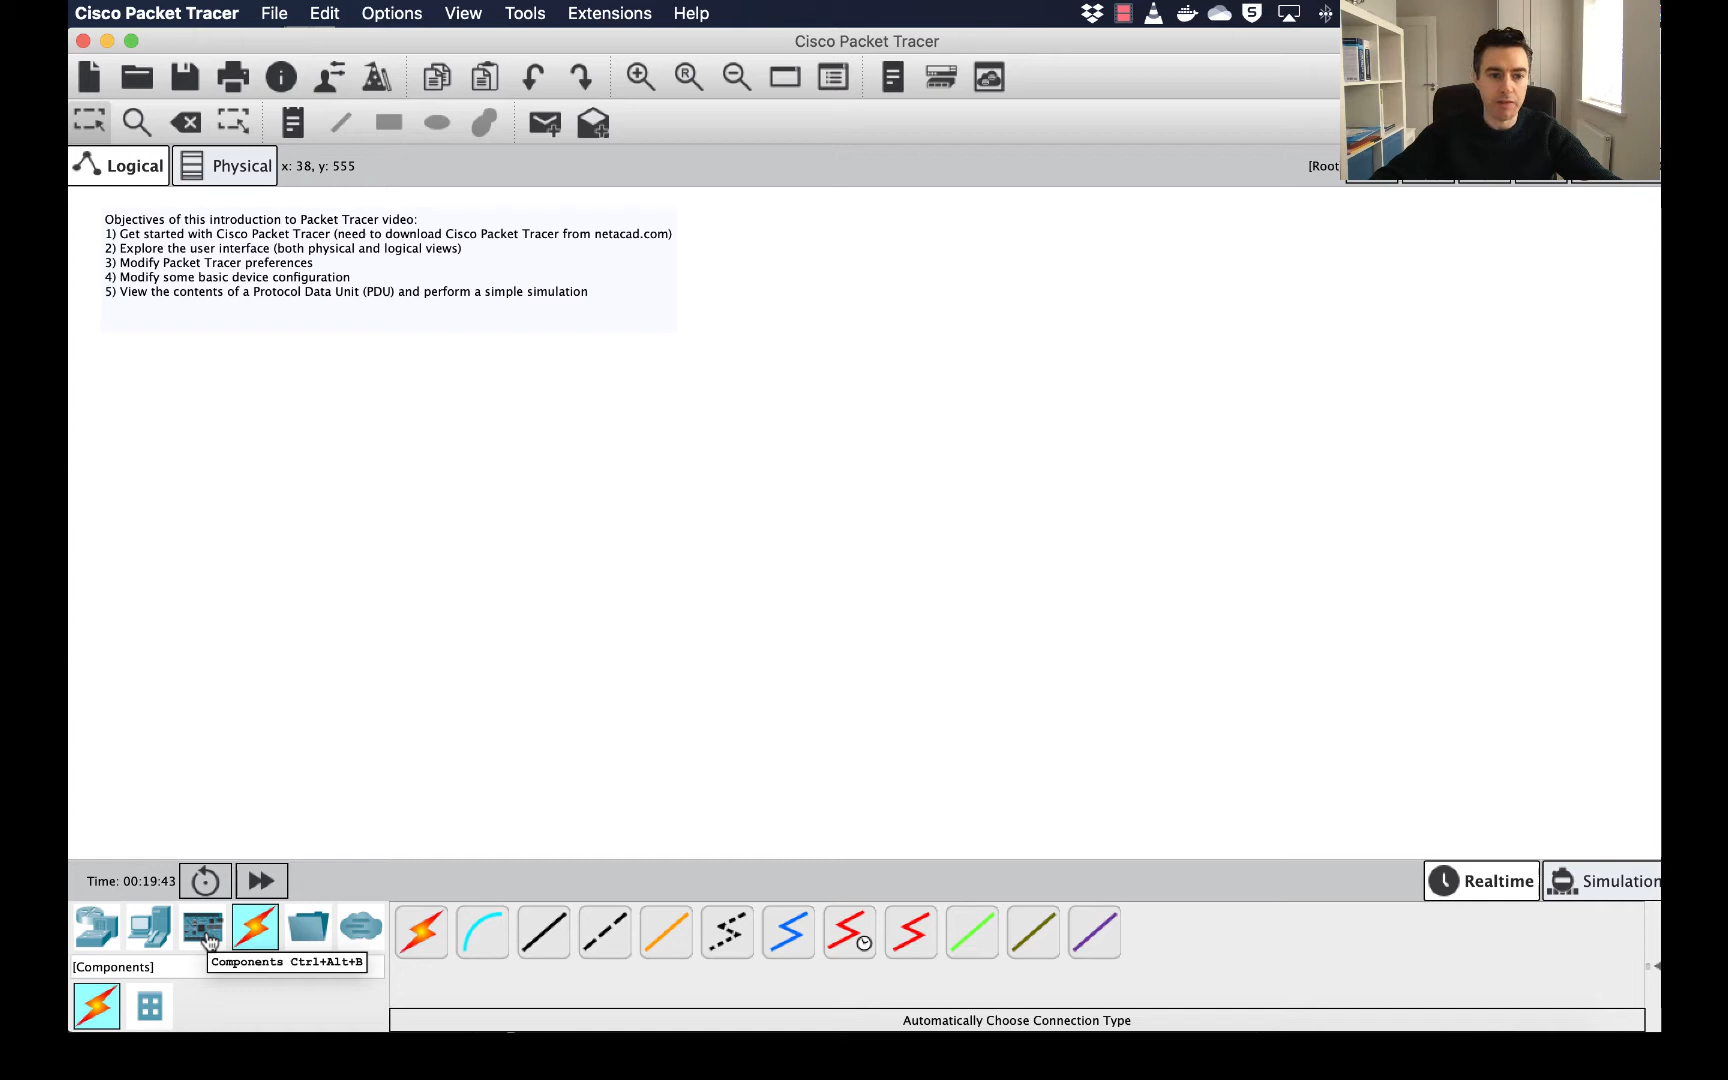 Cisco Packet Tracer File Edit Options View Tools Extensions Help
Cisco Packet Tracer
Logical Physical x: 38, y: 555 [Root
Objectives of this introduction to Packet Tracer video:
1) Get started with Cisco Packet Tracer (need to download Cisco Packet Tracer from netacad.com)
2) Explore the user interface (both physical and logical views)
3) Modify Packet Tracer preferences
4) Modify some basic device configuration
5) View the contents of a Protocol Data Unit (PDU) and perform a simple simulation
Time: 00:19:43 Realtime Simulation
[Components] Components Ctrl+Alt+B
Automatically Choose Connection Type